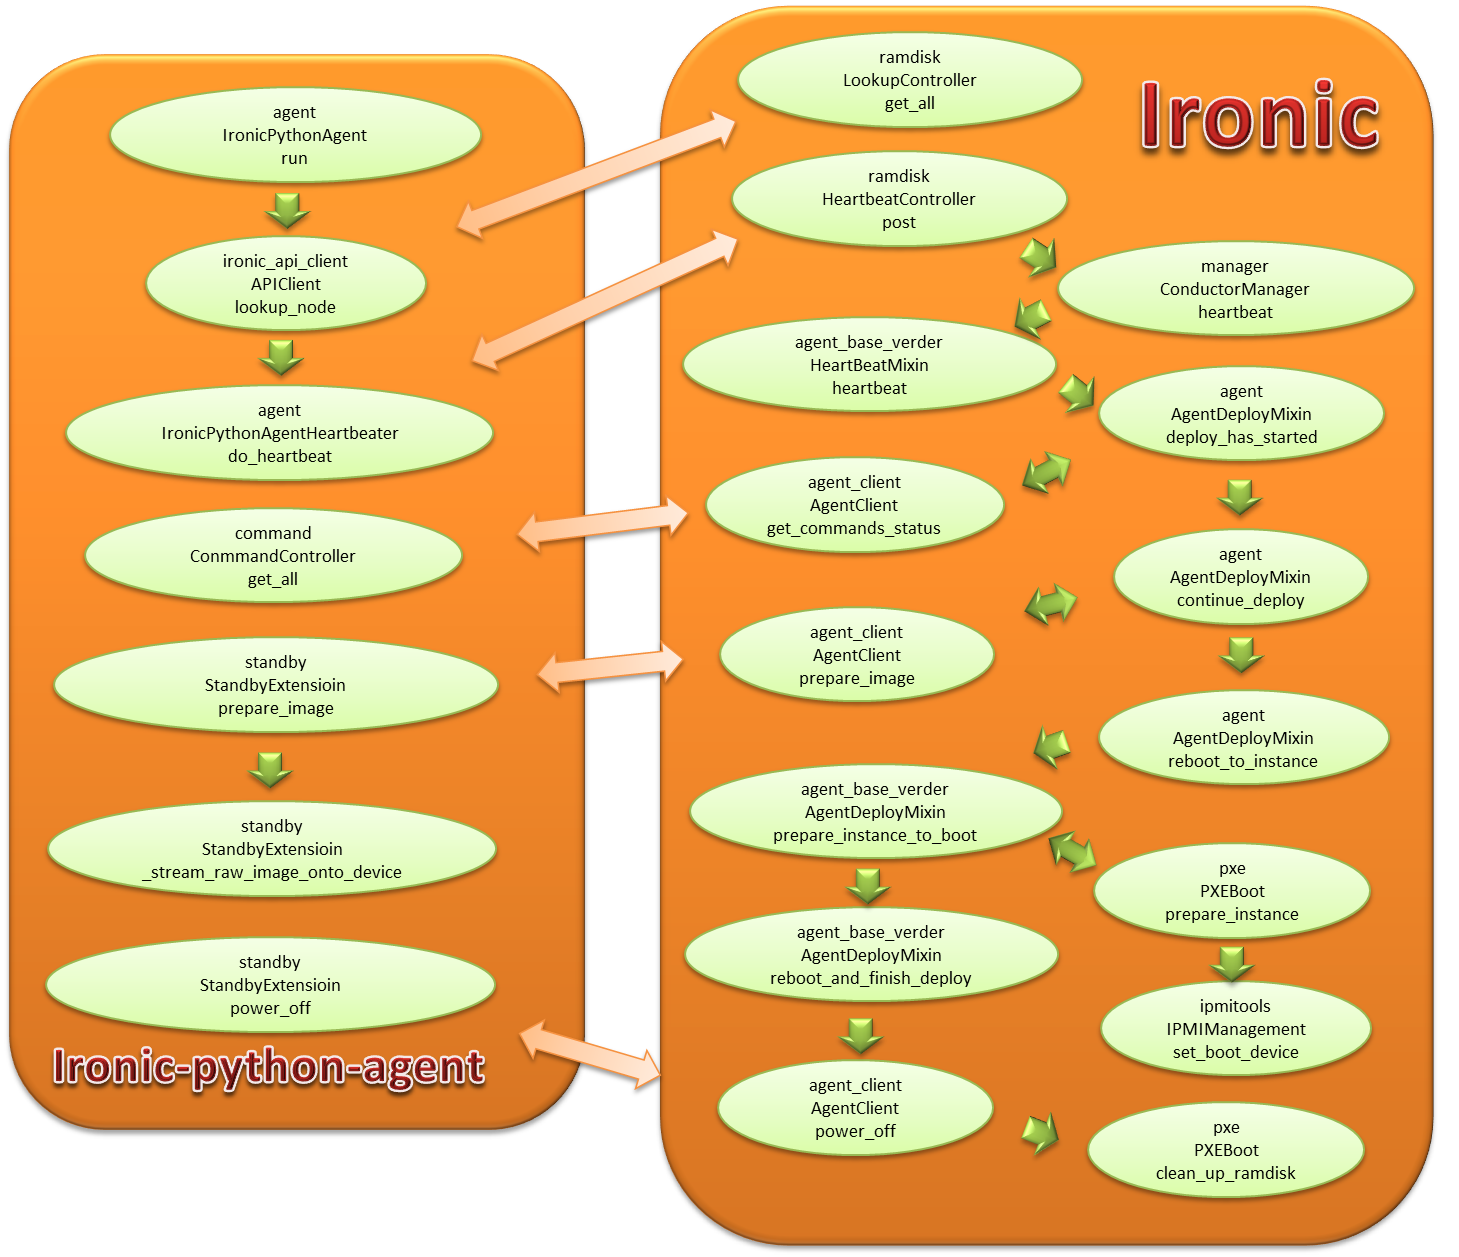 agent
IronicPythonAgent
run
ironic_api_client
APIClient
lookup_node
agent
IronicPythonAgentHeartbeater
do_heartbeat
command
ConmmandController
get_all
standby
StandbyExtensioin
prepare_image
standby
StandbyExtensioin
_stream_raw_image_onto_device
standby
StandbyExtensioin
power_off
Ironic-python-agent
Ironic
ramdisk
LookupController
get_all
ramdisk
HeartbeatController
post
manager
ConductorManager
heartbeat
agent_base_verder
HeartBeatMixin
heartbeat
agent
AgentDeployMixin
deploy_has_started
agent_client
AgentClient
get_commands_status
agent
AgentDeployMixin
continue_deploy
agent_client
AgentClient
prepare_image
agent
AgentDeployMixin
reboot_to_instance
agent_base_verder
AgentDeployMixin
prepare_instance_to_boot
pxe
PXEBoot
prepare_instance
agent_base_verder
AgentDeployMixin
reboot_and_finish_deploy
ipmitools
IPMIManagement
set_boot_device
agent_client
AgentClient
power_off
pxe
PXEBoot
clean_up_ramdisk